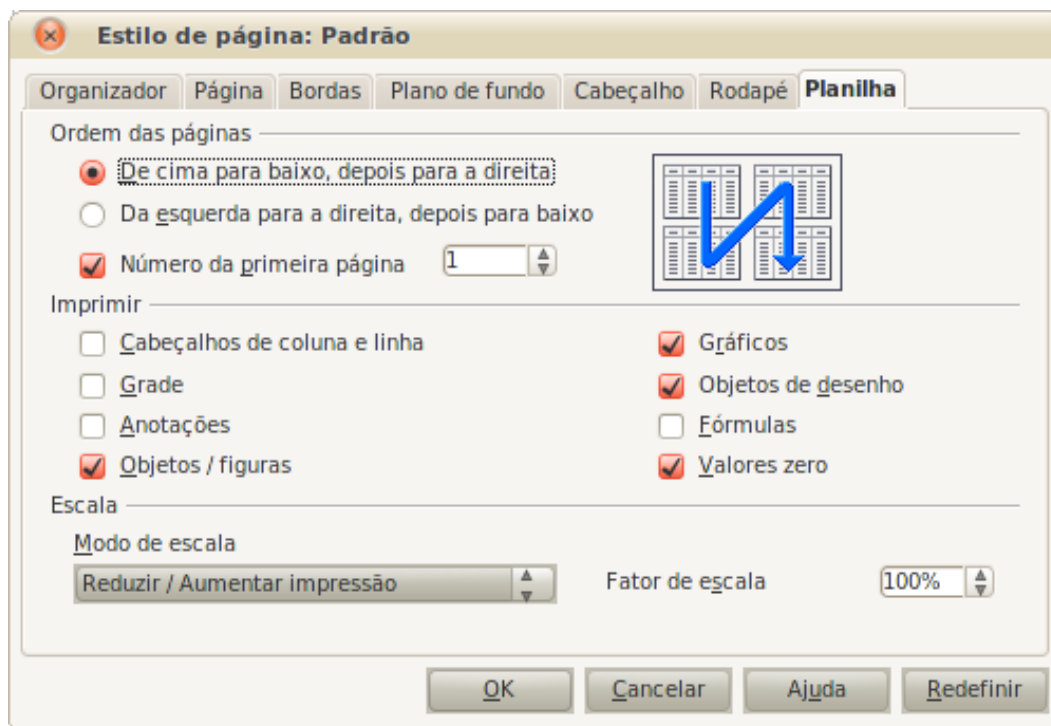 Estilo de página: Padrão
Organizador Página Bordas Plano de fundo Cabeçalho Rodapé Planilha
Ordem das páginas
De cima para baixo, depois para a direita
Da esquerda para a direita, depois para baixo
Número da primeira página 1
Imprimir
Cabeçalhos de coluna e linha Gráficos
Grade Objetos de desenho
Anotações Fórmulas
Objetos / figuras Valores zero
Escala
Modo de escala
Reduzir / Aumentar impressão Fator de escala 100%
OK Cancelar Ajuda Redefinir